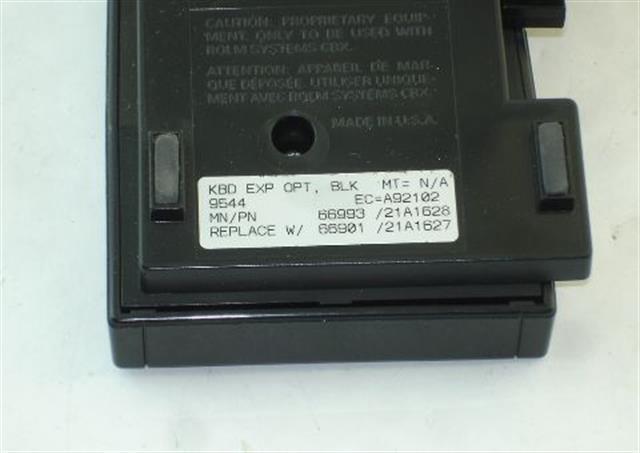 CAUTION: PROPRIETARY EQUIP-
MENT. ONLY TO BE USED WITH
ROLM SYSTEMS CBX.
ATTENTION: APPAREIL DE MAR-
QUE DÉPOSÉE. UTILISER UNIQUE-
MENT AVEC ROLM SYSTEMS CBX.
MADE IN U.S.A.
KBD EXP OPT, BLK MT= N/A
9544 EC=A92102
MN/PN 66993 /21A1628
REPLACE W/ 66901 /21A1627